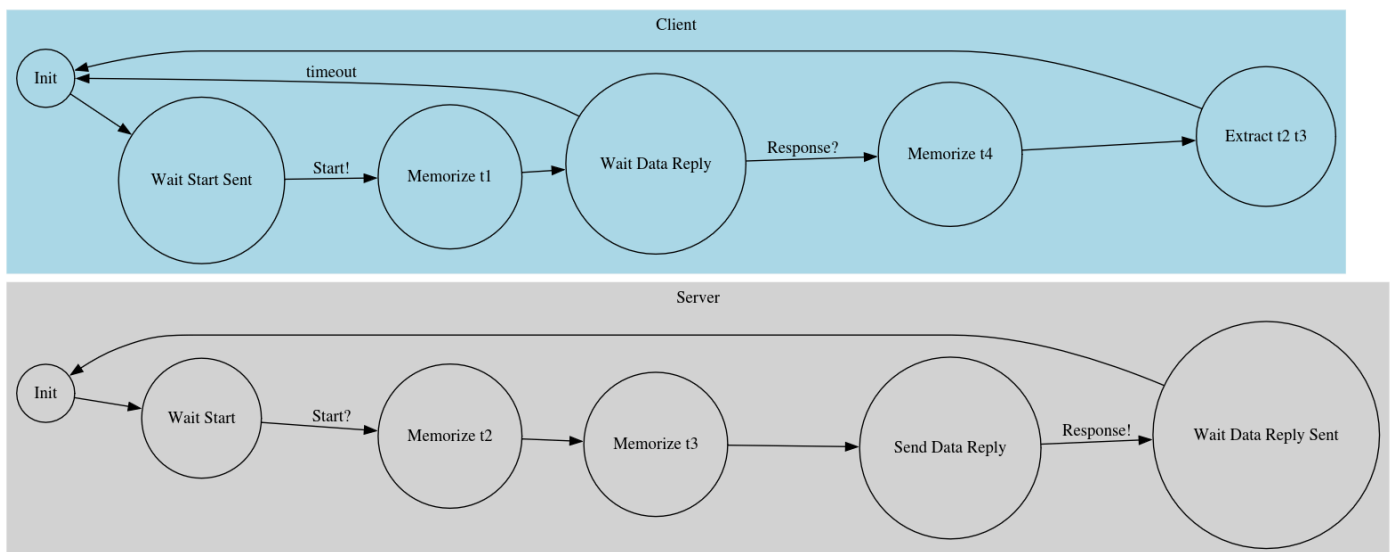 Client
Init
timeout
Wait Start Sent
Start!
Memorize t1
Wait Data Reply
Response?
Memorize t4
Extract t2 t3
Server
Init
Wait Start
Start?
Memorize t2
Memorize t3
Send Data Reply
Response!
Wait Data Reply Sent